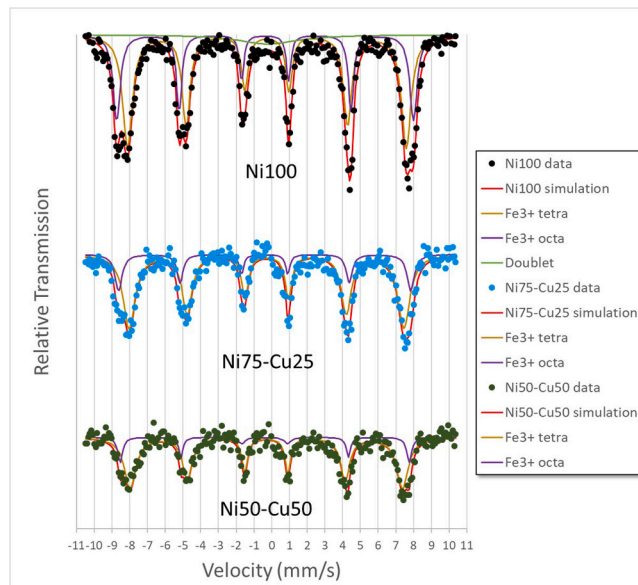 Relative Transmission
Ni100
Ni75-Cu25
Ni50-Cu50
-11-10 -9 -8 -7 -6 -5 -4 -3 -2 -1 0 1 2 3 4 5 6 7 8 9 10 11
Velocity (mm/s)
Ni100 data
Ni100 simulation
Fe3+ tetra
Fe3+ octa
Doublet
Ni75-Cu25 data
Ni75-Cu25 simulation
Fe3+ tetra
Fe3+ octa
Ni50-Cu50 data
Ni50-Cu50 simulation
Fe3+ tetra
Fe3+ octa